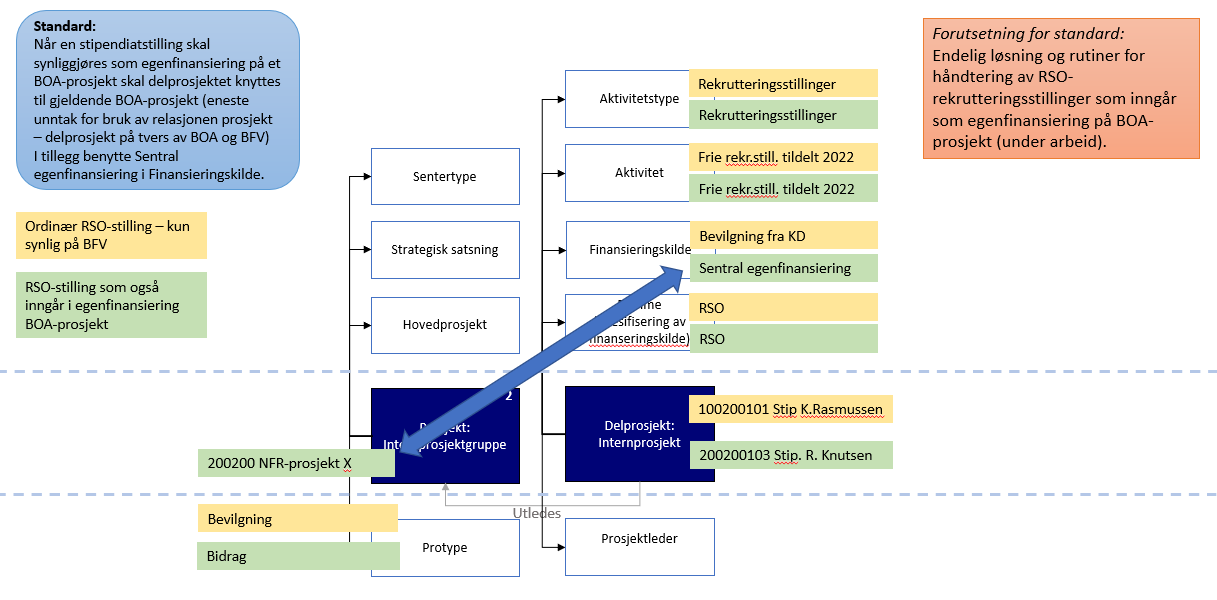 Standard:
Når en stipendiatstilling skal
synliggjøres som egenfinansiering på et
BOA-prosjekt skal delprosjektet knyttes
til gjeldende BOA-prosjekt (eneste
unntak for bruk av relasjonen prosjekt
– delprosjekt på tvers av BOA og BFV)
I tillegg benytte Sentral
egenfinansiering i Finansieringskilde.
Forutsetning for standard:
Endelig løsning og rutiner for
håndtering av RSO-
rekrutteringsstillinger som inngår
som egenfinansiering på BOA-
prosjekt (under arbeid).
Ordinær RSO-stilling – kun
synlig på BFV
RSO-stilling som også
inngår i egenfinansiering
BOA-prosjekt
Sentertype
Strategisk satsning
Hovedprosjekt
Aktivitetstype
Rekrutteringsstillinger
Rekrutteringsstillinger
Aktivitet
Frie rekr.still. tildelt 2022
Frie rekr.still. tildelt 2022
Finansieringskilde
Bevilgning fra KD
Sentral egenfinansiering
av
finanseringskilde)
RSO
RSO
2
Delprosjekt:
Internprosjekt
100200101 Stip K.Rasmussen
200200103 Stip. R. Knutsen
200200 NFR-prosjekt X
Utledes
Bevilgning
Bidrag
Protype
Prosjektleder